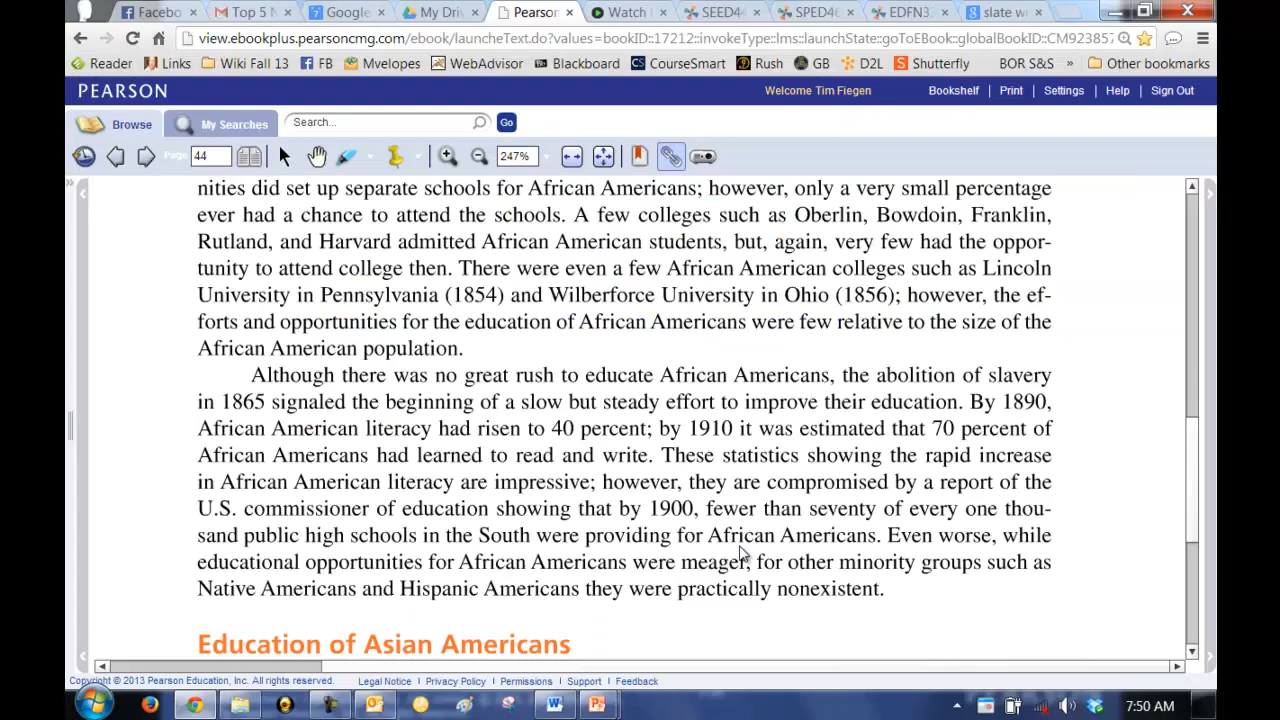 Facebo
Top 5 N
Google
My Driv
Pearson
Watch
SEED44
SPED46
EDFN33
slate w
view.ebookplus.pearsoncmg.com/ebook/launcheText.do?values=bookID::17212::invokeType::lms::launchState::goToEBook::globalBookID::CM923857
Reader Links Wiki Fall 13 FB Mvelopes WebAdvisor Blackboard CourseSmart Rush GB D2L Shutterfly BOR S&S » Other bookmarks
PEARSON Welcome Tim Fiegen Bookshelf | Print | Settings | Help | Sign Out
Browse My Searches Search... Go
Page 44 247%
nities did set up separate schools for African Americans; however, only a very small percentage
ever had a chance to attend the schools. A few colleges such as Oberlin, Bowdoin, Franklin,
Rutland, and Harvard admitted African American students, but, again, very few had the oppor-
tunity to attend college then. There were even a few African American colleges such as Lincoln
University in Pennsylvania (1854) and Wilberforce University in Ohio (1856); however, the ef-
forts and opportunities for the education of African Americans were few relative to the size of the
African American population.
Although there was no great rush to educate African Americans, the abolition of slavery
in 1865 signaled the beginning of a slow but steady effort to improve their education. By 1890,
African American literacy had risen to 40 percent; by 1910 it was estimated that 70 percent of
African Americans had learned to read and write. These statistics showing the rapid increase
in African American literacy are impressive; however, they are compromised by a report of the
U.S. commissioner of education showing that by 1900, fewer than seventy of every one thou-
sand public high schools in the South were providing for African Americans. Even worse, while
educational opportunities for African Americans were meager, for other minority groups such as
Native Americans and Hispanic Americans they were practically nonexistent.
Education of Asian Americans
Copyright © 2013 Pearson Education, Inc. All rights reserved. Legal Notice | Privacy Policy | Permissions | Support | Feedback
7:50 AM